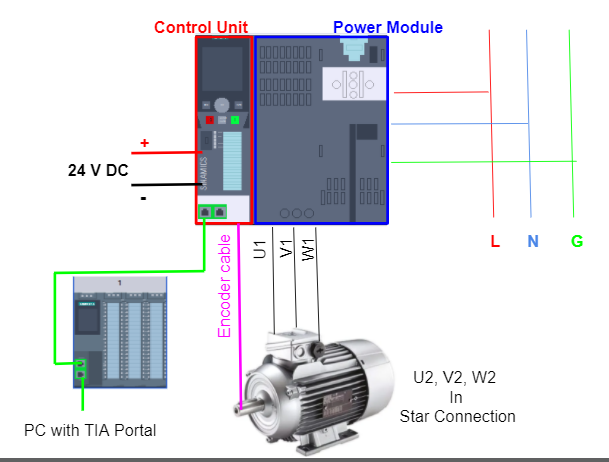 Control Unit
Power Module
+
24 V DC
-
SINAMICS
L
N
G
U1
V1
W1
Encoder cable
1
U2, V2, W2
In
Star Connection
PC with TIA Portal